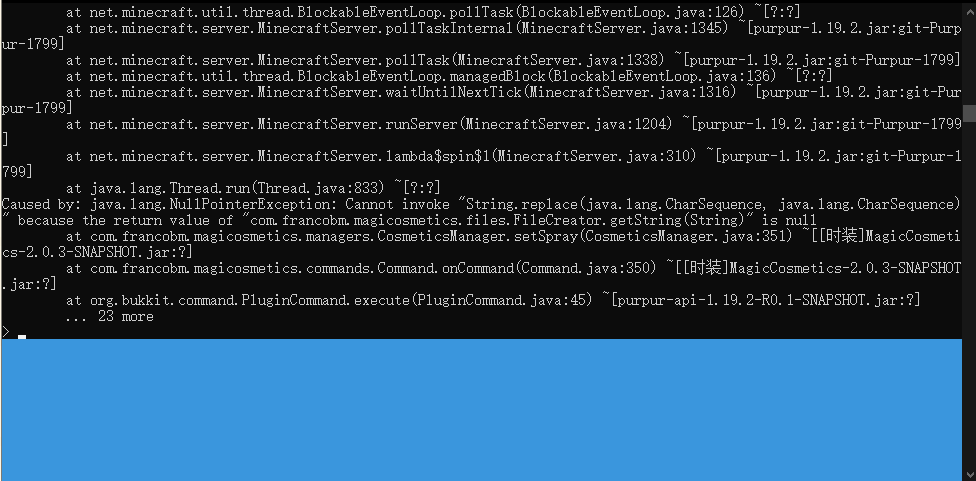 at net.minecraft.util.thread.BlockableEventLoop.pollTask(BlockableEventLoop.java:126) ~[?:?]
at net.minecraft.server.MinecraftServer.pollTaskInternal(MinecraftServer.java:1345) ~[purpur-1.19.2.jar:git-Purp
ur-1799]
at net.minecraft.server.MinecraftServer.pollTask(MinecraftServer.java:1338) ~[purpur-1.19.2.jar:git-Purpur-1799]
at net.minecraft.util.thread.BlockableEventLoop.managedBlock(BlockableEventLoop.java:136) ~[?:?]
at net.minecraft.server.MinecraftServer.waitUntilNextTick(MinecraftServer.java:1316) ~[purpur-1.19.2.jar:git-Pur
pur-1799]
at net.minecraft.server.MinecraftServer.runServer(MinecraftServer.java:1204) ~[purpur-1.19.2.jar:git-Purpur-1799
]
at net.minecraft.server.MinecraftServer.lambda$spin$1(MinecraftServer.java:310) ~[purpur-1.19.2.jar:git-Purpur-1
799]
at java.lang.Thread.run(Thread.java:833) ~[?:?]
Caused by: java.lang.NullPointerException: Cannot invoke "String.replace(java.lang.CharSequence, java.lang.CharSequence)
" because the return value of "com.francobm.magicosmetics.files.FileCreator.getString(String)" is null
at com.francobm.magicosmetics.managers.CosmeticsManager.setSpray(CosmeticsManager.java:351) ~[[时装]MagicCosmeti
cs-2.0.3-SNAPSHOT.jar:?]
at com.francobm.magicosmetics.commands.Command.onCommand(Command.java:350) ~[[时装]MagicCosmetics-2.0.3-SNAPSHOT
.jar:?]
at org.bukkit.command.PluginCommand.execute(PluginCommand.java:45) ~[purpur-api-1.19.2-R0.1-SNAPSHOT.jar:?]
... 23 more
>